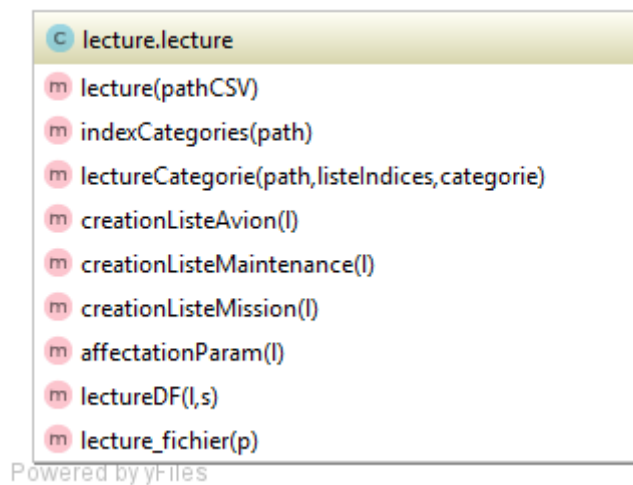 C lecture.lecture
m lecture(pathCSV)
m indexCategories(path)
m lectureCategorie(path,listeIndices,categorie)
m creationListeAvion(l)
m creationListeMaintenance(l)
m creationListeMission(l)
m affectationParam(l)
m lectureDF(l,s)
m lecture_fichier(p)
Powered by yFiles